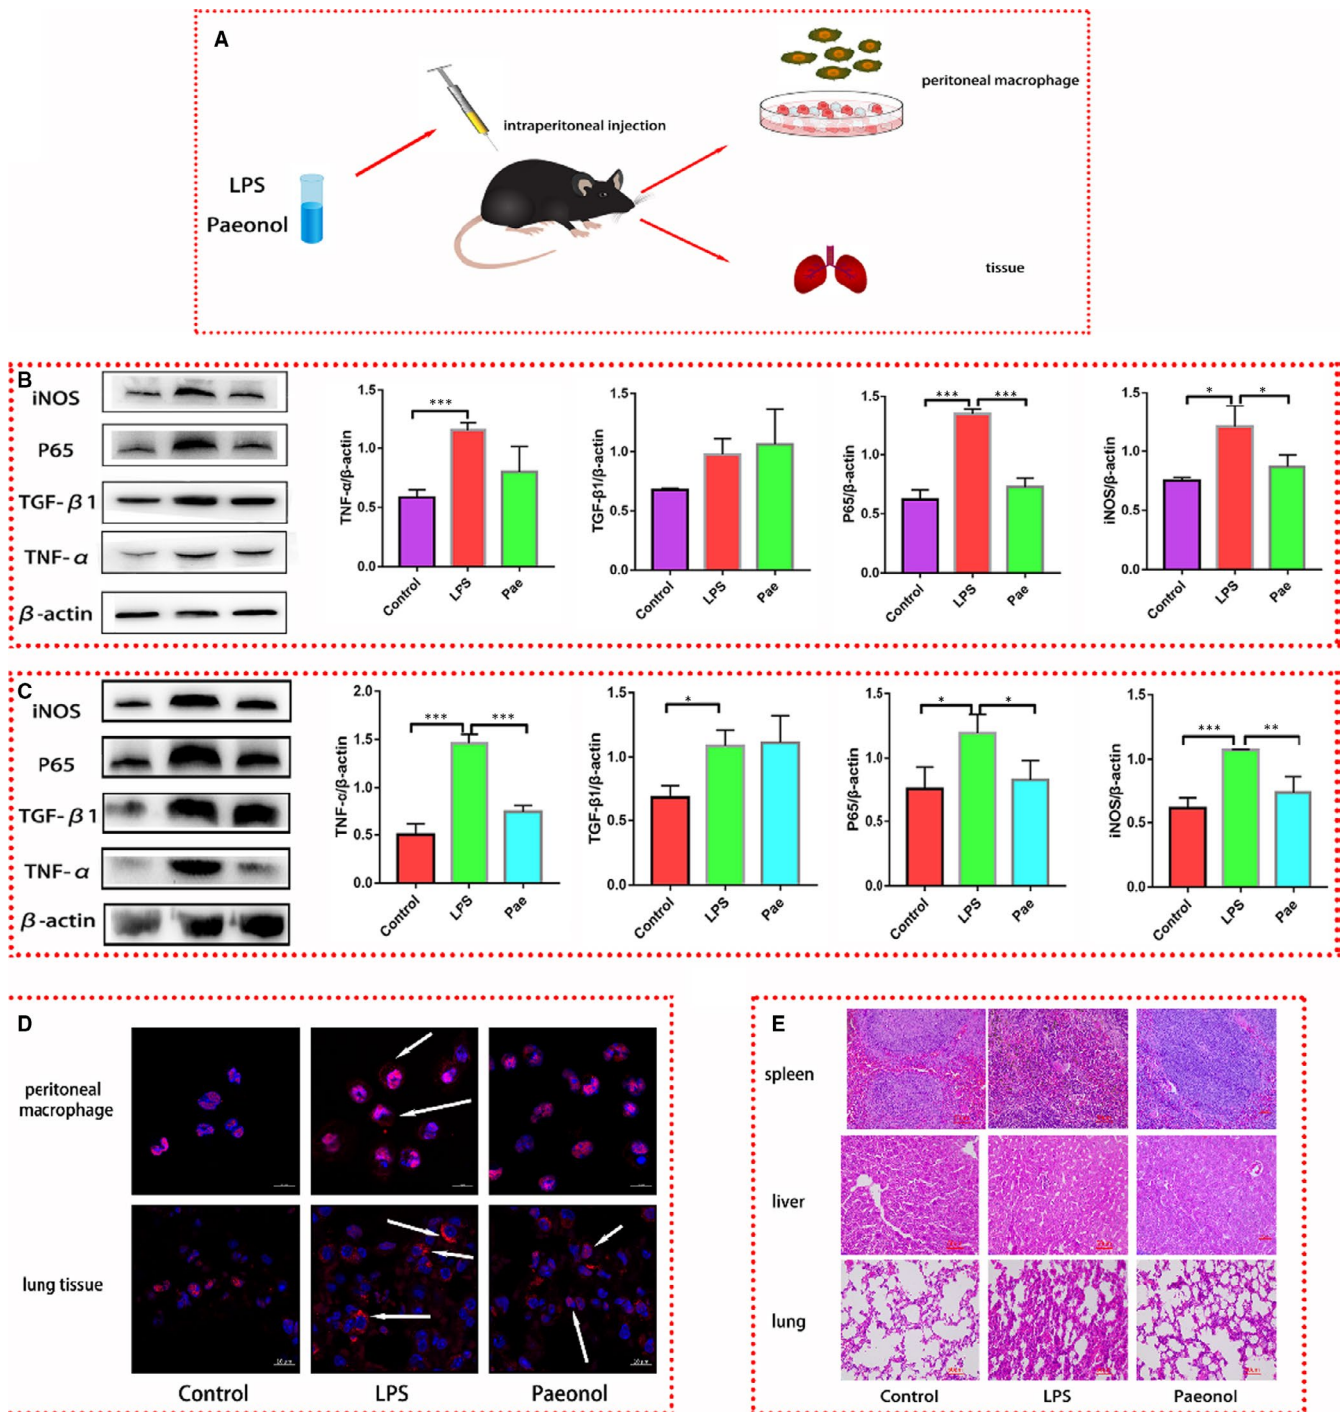 A
LPS
Paeonol
intraperitoneal injection
peritoneal macrophage
tissue
B
iNOS
P65
TGF-β1
TNF-α
β-actin
TNF-α/β-actin
1.5
1.0
0.5
0.0
***
Control
LPS
Pae
TGF-β1/β-actin
1.5
1.0
0.5
0.0
Control
LPS
Pae
P65/β-actin
1.5
1.0
0.5
0.0
*** ***
Control
LPS
Pae
iNOS/β-actin
1.5
1.0
0.5
0.0
* *
Control
LPS
Pae
C
iNOS
P65
TGF-β1
TNF-α
β-actin
TNF-α/β-actin
2.0
1.5
1.0
0.5
0.0
*** ***
Control
LPS
Pae
TGF-β1/β-actin
1.5
1.0
0.5
0.0
*
Control
LPS
Pae
P65/β-actin
1.5
1.0
0.5
0.0
* *
Control
LPS
Pae
iNOS/β-actin
1.5
1.0
0.5
0.0
*** **
Control
LPS
Pae
D
peritoneal
macrophage
lung tissue
10 μm
10 μm
10 μm
Control
LPS
Paeonol
E
spleen
liver
lung
Control
LPS
Paeonol